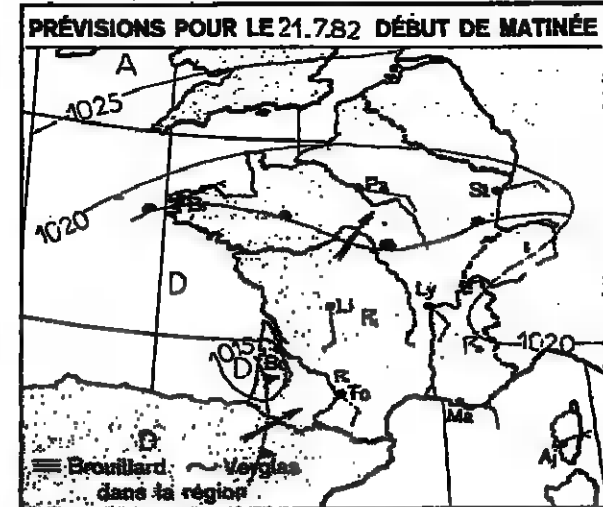 PRÉVISIONS POUR LE 21.7.82 DÉBUT DE MATINÉE
A
1025
Pa
St
1020
D
Li
R
Ly
1015
1020
D
Bo
R
To
Ma
D
Aj
Brouillard
Verglas
dans la région